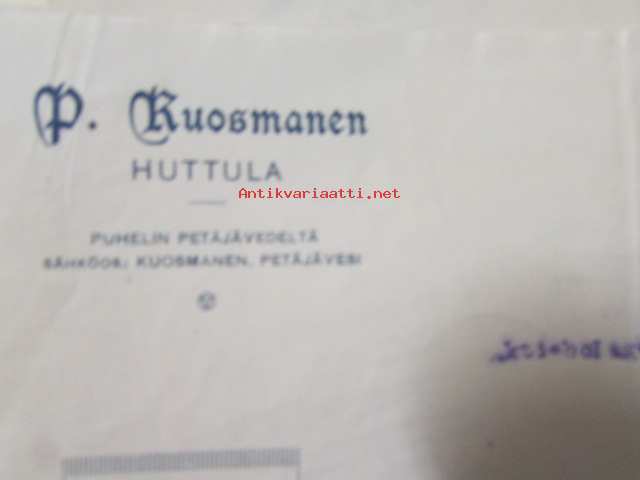 P. Kuosmanen
HUTTULA
Antikvariaatti.net
PUHELIN PETÄJÄVEDELTÄ
SÄHKÖOS: KUOSMANEN, PETÄJÄVESI